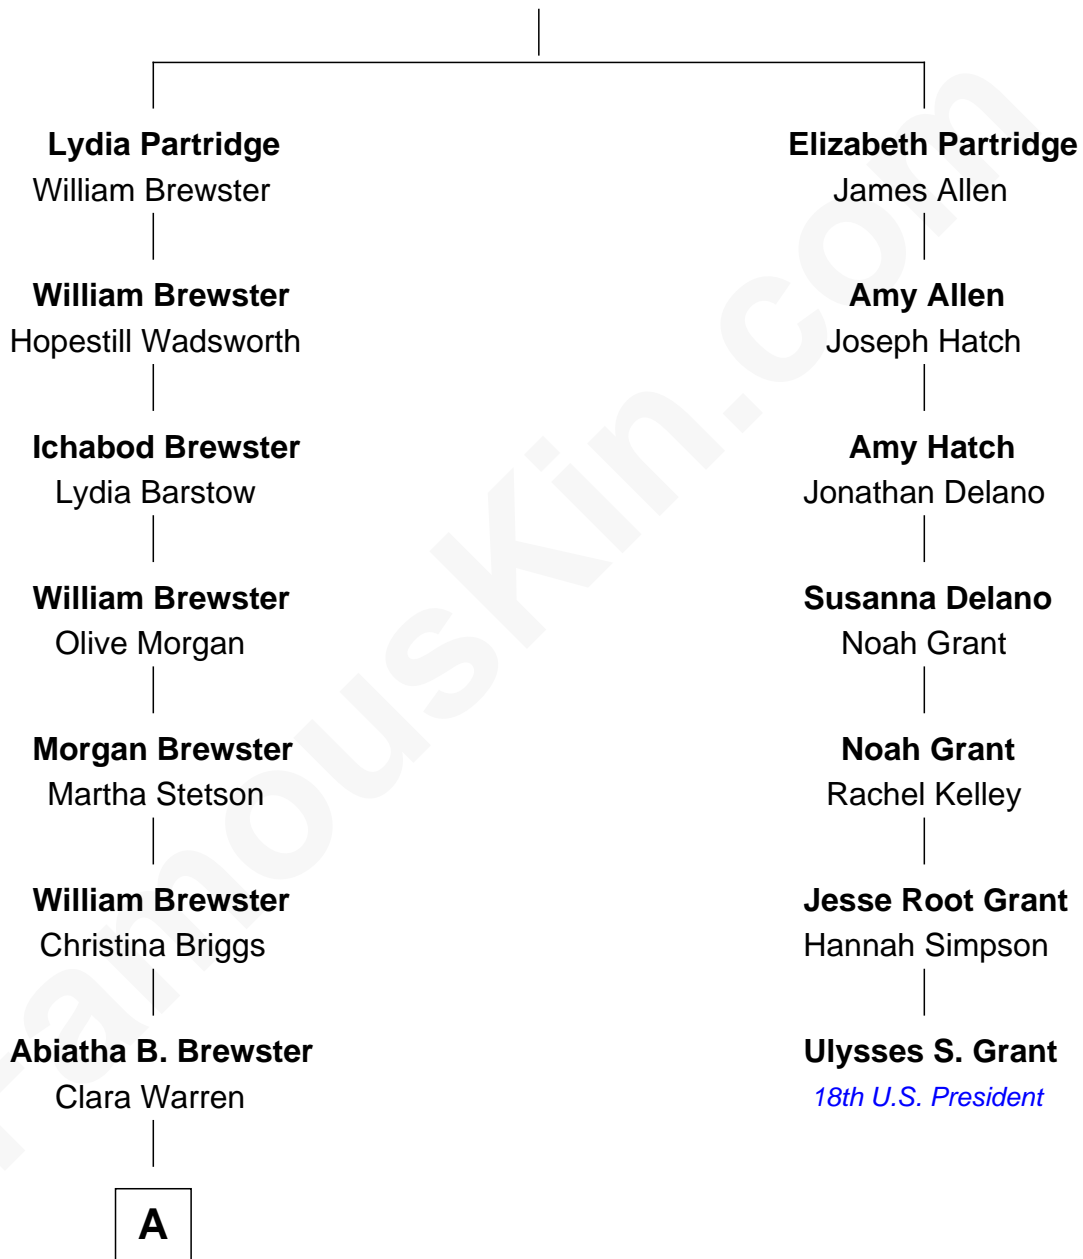 Lydia Partridge
William Brewster
William Brewster
Hopestill Wadsworth
Ichabod Brewster
Lydia Barstow
William Brewster
Olive Morgan
Morgan Brewster
Martha Stetson
William Brewster
Christina Briggs
Abiatha B. Brewster
Clara Warren
A
Elizabeth Partridge
James Allen
Amy Allen
Joseph Hatch
Amy Hatch
Jonathan Delano
Susanna Delano
Noah Grant
Noah Grant
Rachel Kelley
Jesse Root Grant
Hannah Simpson
Ulysses S. Grant
18th U.S. President
FamousKin.com